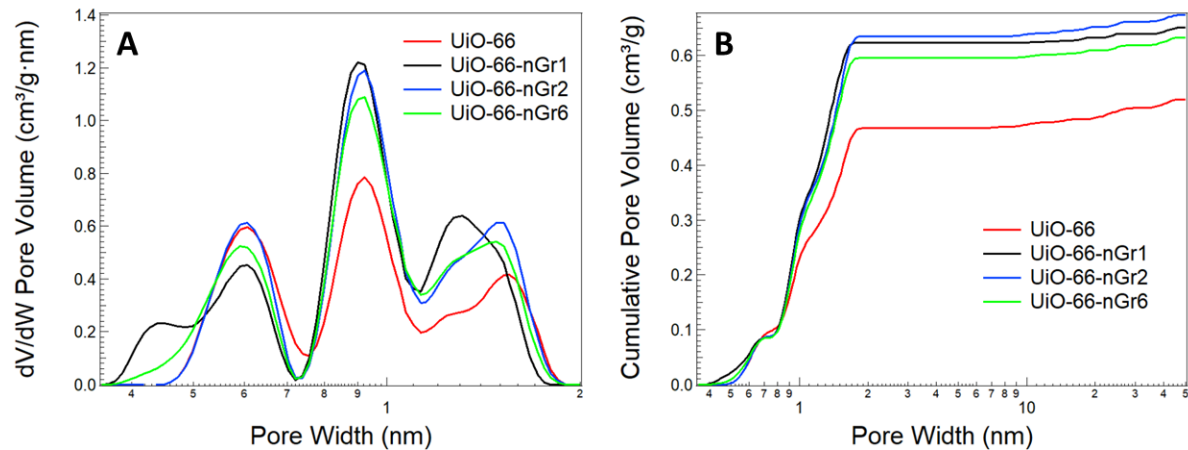 A
dV/dW Pore Volume (cm³/g·nm)
1.4
1.2
1.0
0.8
0.6
0.4
0.2
0.0
UiO-66
UiO-66-nGr1
UiO-66-nGr2
UiO-66-nGr6
4 5 6 7 8 9 1 2
Pore Width (nm)
B
Cumulative Pore Volume (cm³/g)
0.6
0.5
0.4
0.3
0.2
0.1
0.0
UiO-66
UiO-66-nGr1
UiO-66-nGr2
UiO-66-nGr6
4 5 6 7 8 9 1 2 3 4 5 6 7 8 9 10 2 3 4 5
Pore Width (nm)